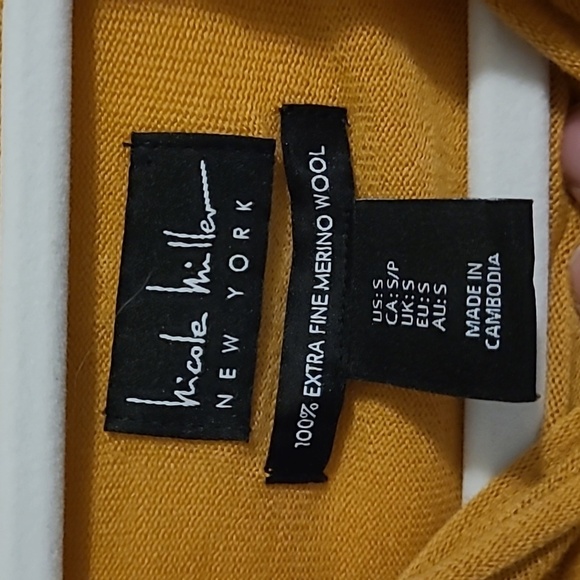 Nicole Miller
NEW YORK
100% EXTRA FINE MERINO WOOL
US: S
CA: S/P
UK: S
EU: S
AU: S
MADE IN
CAMBODIA